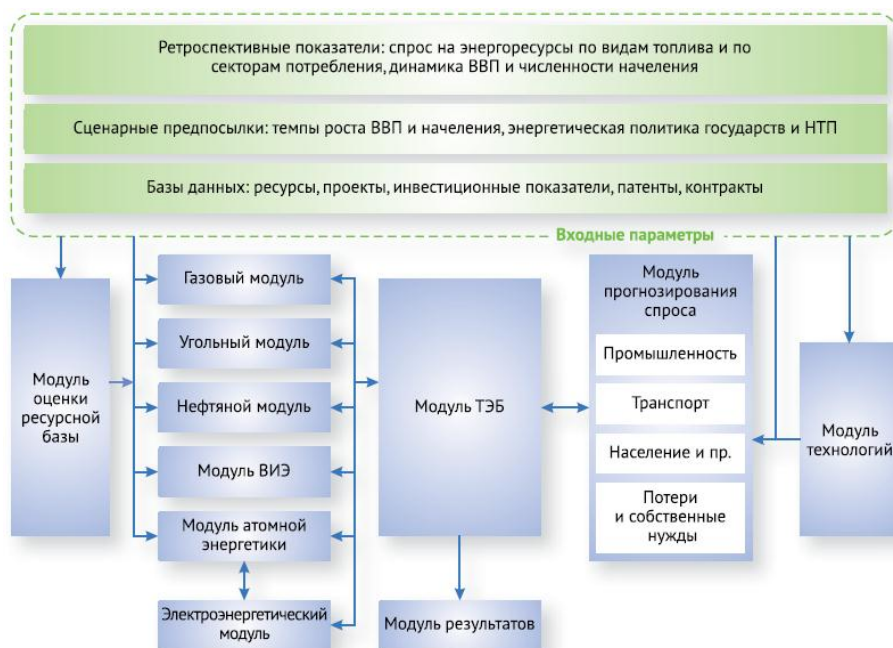 Ретроспективные показатели: спрос на энергоресурсы по видам топлива и по
секторам потребления, динамика ВВП и численности начеления
Сценарные предпосылки: темпы роста ВВП и начеления, энергетическая политика государств и НТП
Базы данных: ресурсы, проекты, инвестиционные показатели, патенты, контракты
Входные параметры
Модуль
оценки
ресурсной
базы
Газовый модуль
Угольный модуль
Нефтяной модуль
Модуль ВИЭ
Модуль атомной
энергетики
Электроэнергетический
модуль
Модуль ТЭБ
Модуль результатов
Модуль
прогнозирования
спроса
Промышленность
Транспорт
Население и пр.
Потери
и собственные
нужды
Модуль
технологий